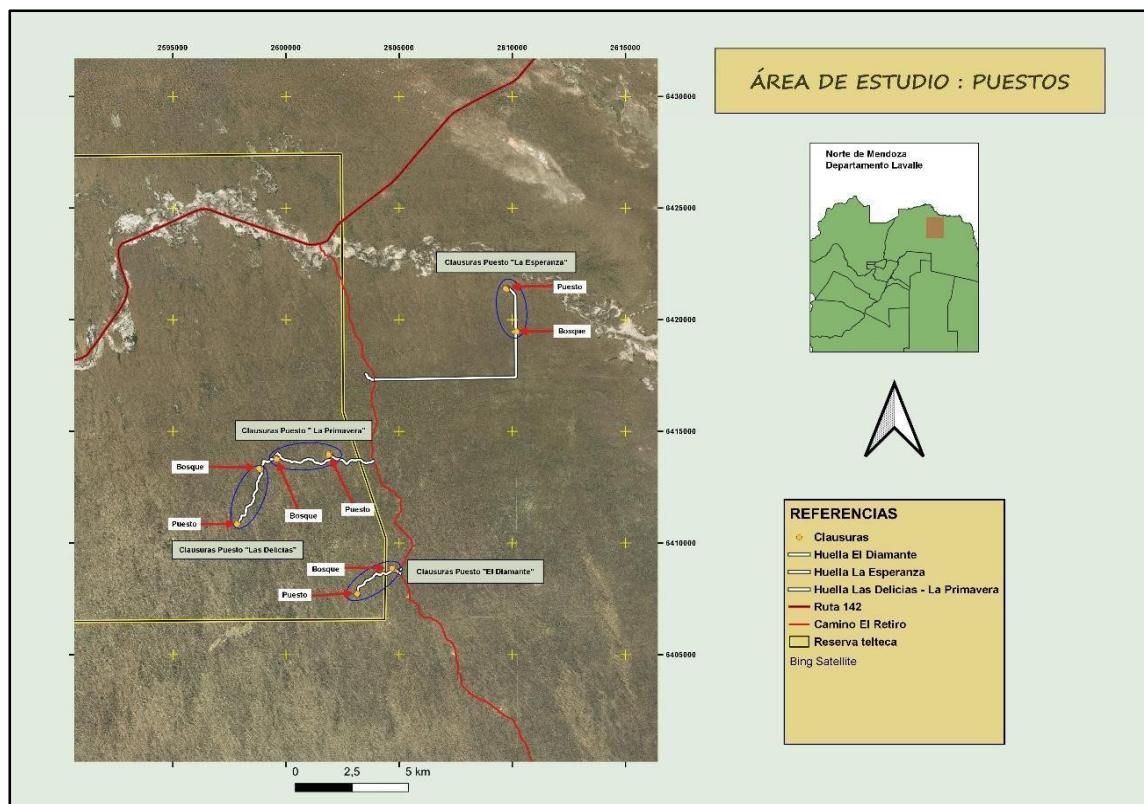 ÁREA DE ESTUDIO : PUESTOS
2595000
2600000
2605000
2610000
2615000
6430000
6425000
6420000
6415000
6410000
6405000
Norte de Mendoza
Departamento Lavalle
Clausuras Puesto "La Esperanza"
Puesto
Bosque
Clausuras Puesto " La Primavera"
Bosque
Bosque
Puesto
Puesto
Clausuras Puesto "Las Delicias"
Bosque
Clausuras Puesto "El Diamante"
Puesto
REFERENCIAS
Clausuras
Huella El Diamante
Huella La Esperanza
Huella Las Delicias - La Primavera
Ruta 142
Camino El Retiro
Reserva telteca
Bing Satellite
0 2,5 5 km